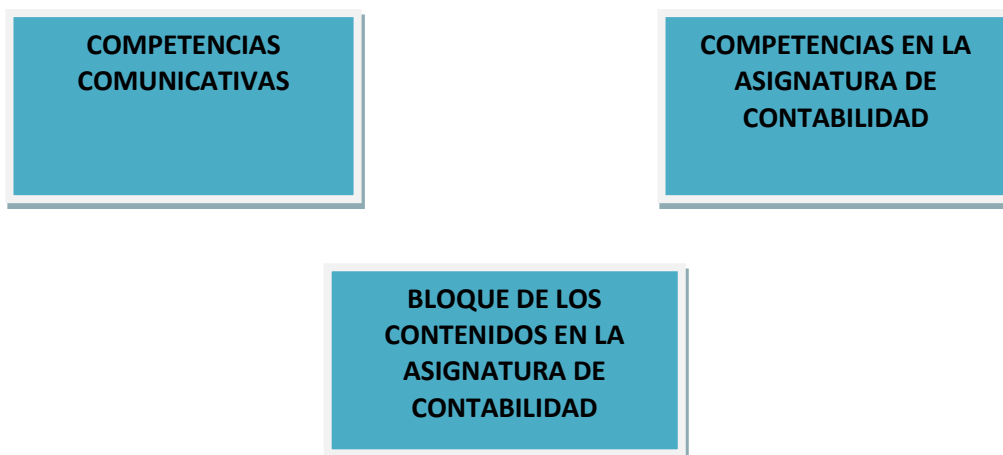 COMPETENCIAS
COMUNICATIVAS
COMPETENCIAS EN LA
ASIGNATURA DE
CONTABILIDAD
BLOQUE DE LOS
CONTENIDOS EN LA
ASIGNATURA DE
CONTABILIDAD